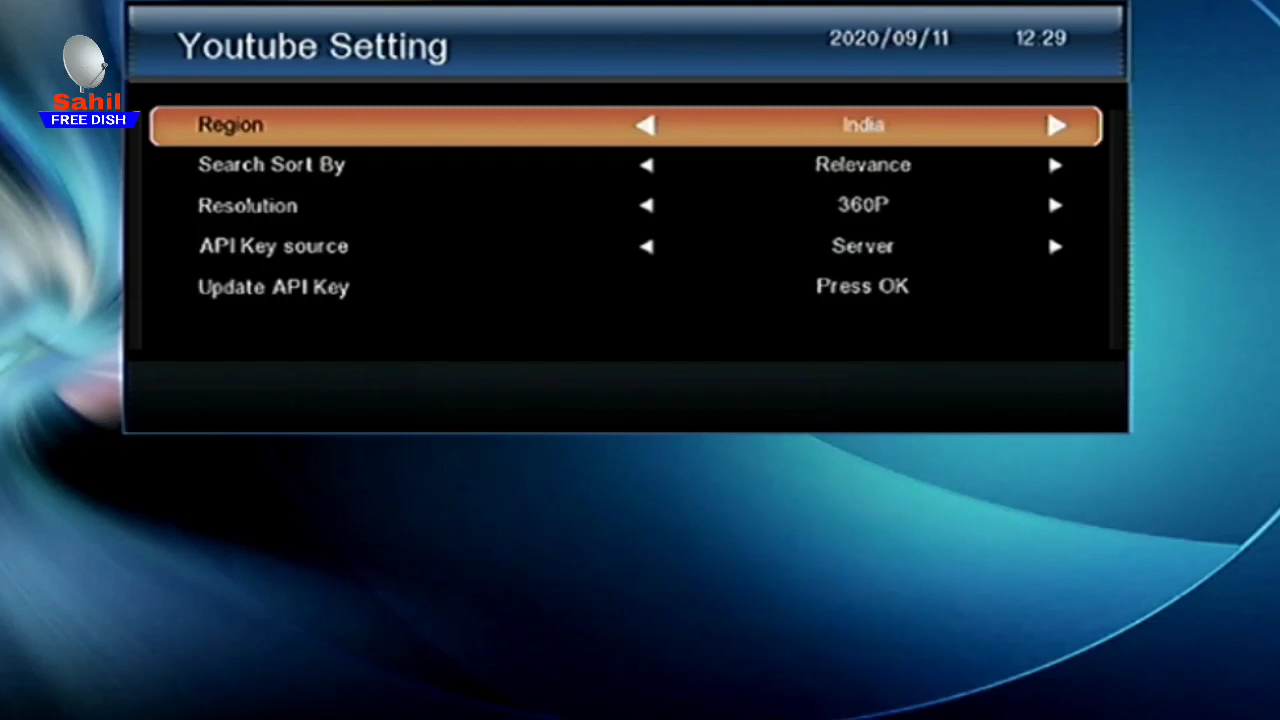 Youtube Setting 2020/09/11 12:29
Sahil
FREE DISH
Region India
Search Sort By Relevance
Resolution 360P
API Key source Server
Update API Key Press OK